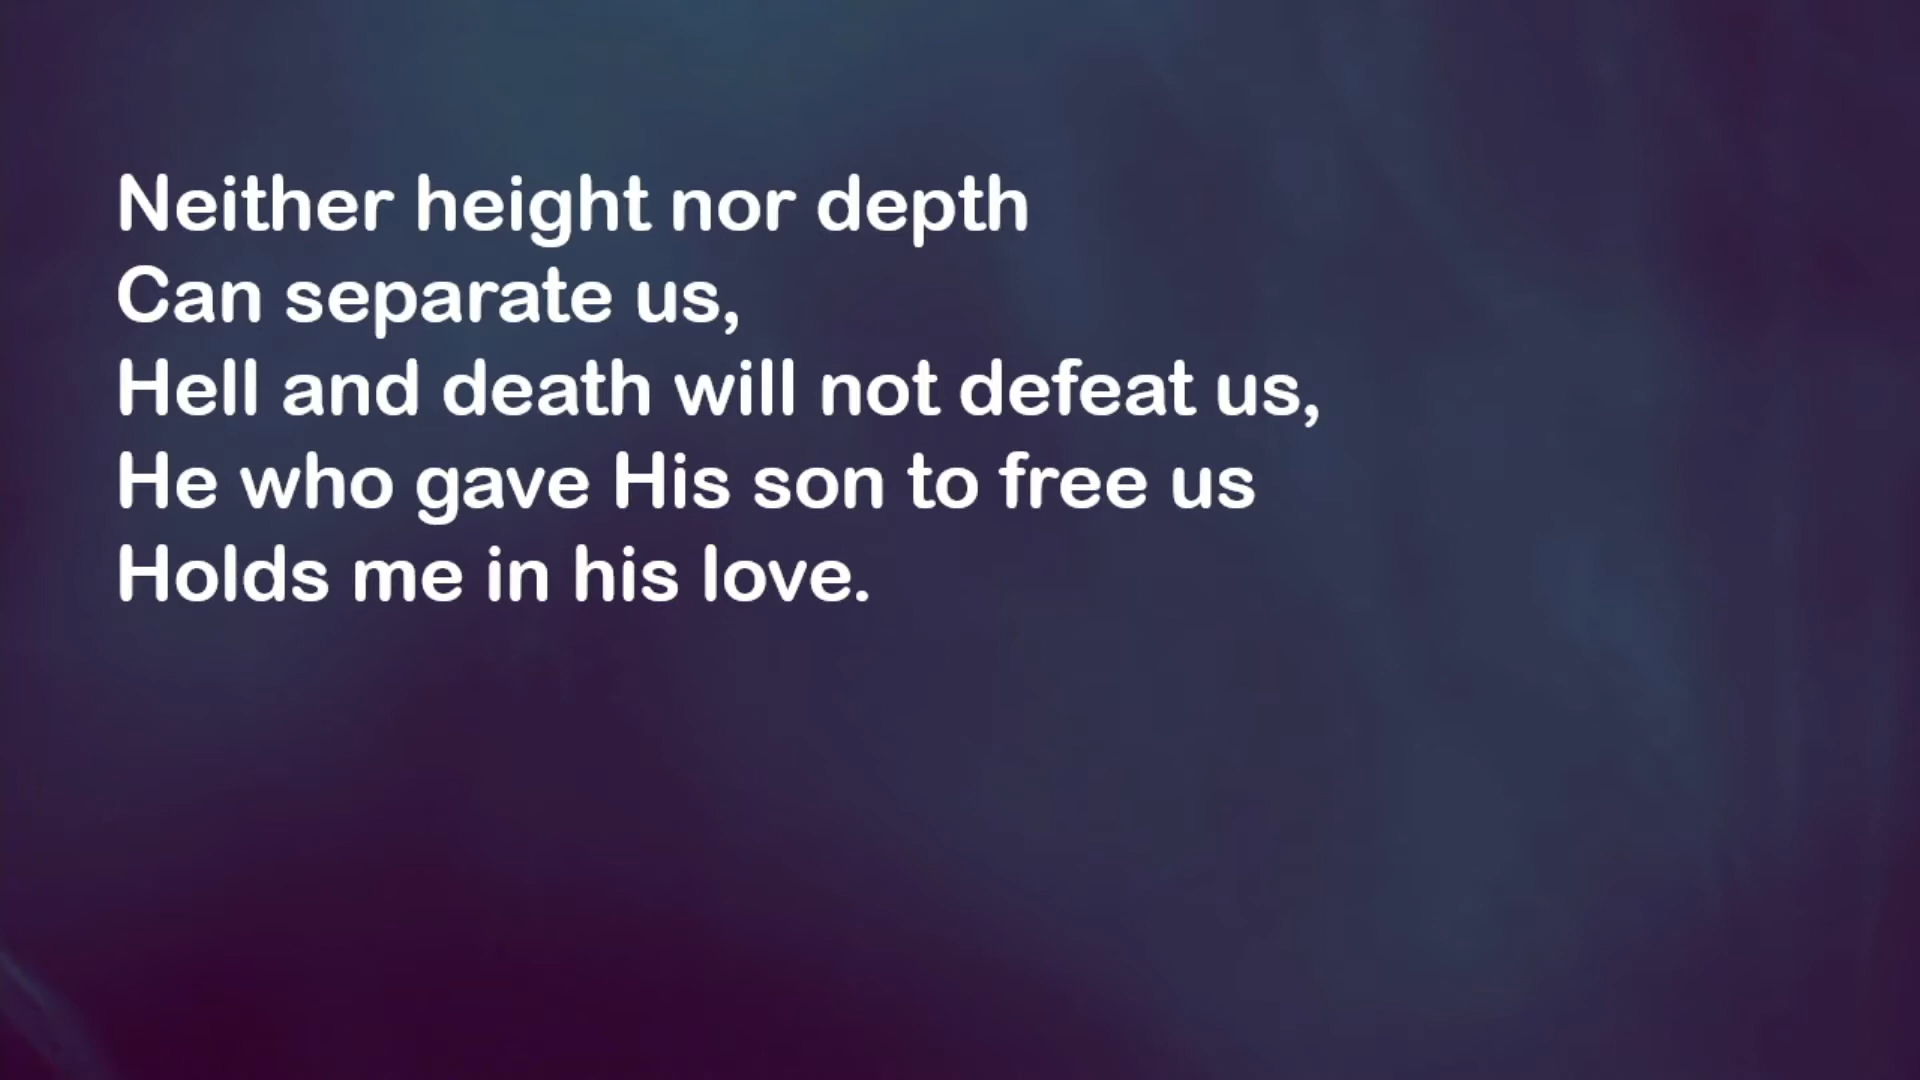 Neither height nor depth
Can separate us,
Hell and death will not defeat us,
He who gave His son to free us
Holds me in his love.